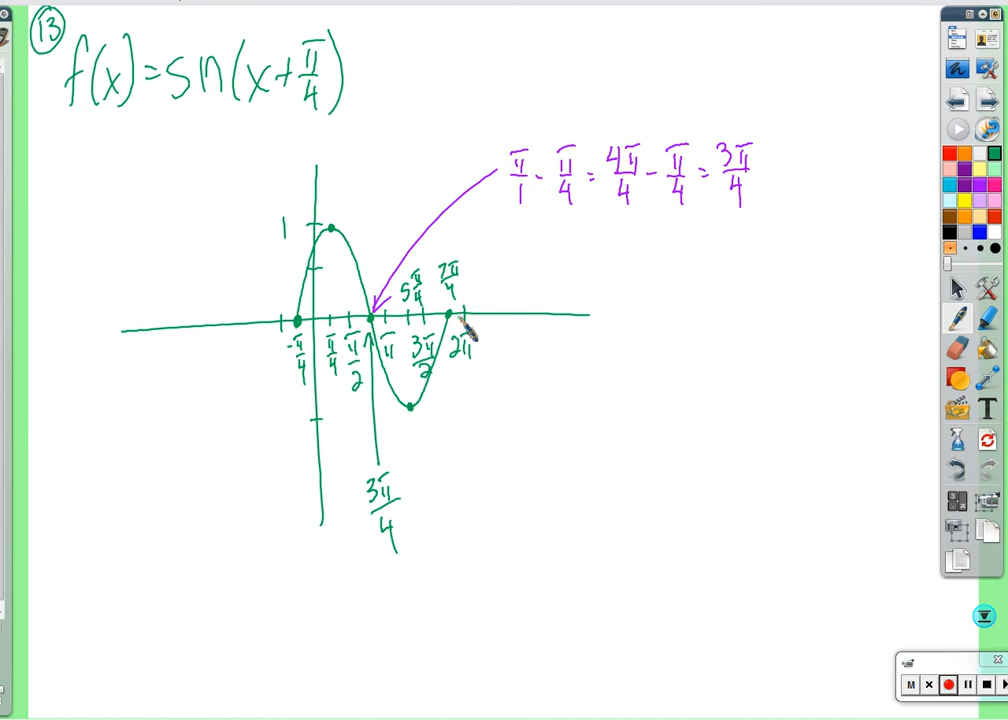 13
f(x)=sin(x+π/4)
π/1 - π/4 = 4π/4 - π/4 = 3π/4
1
5π/4 7π/4
-π/4 π/4 π/2 π 3π/2 2π
3π/4
T
M